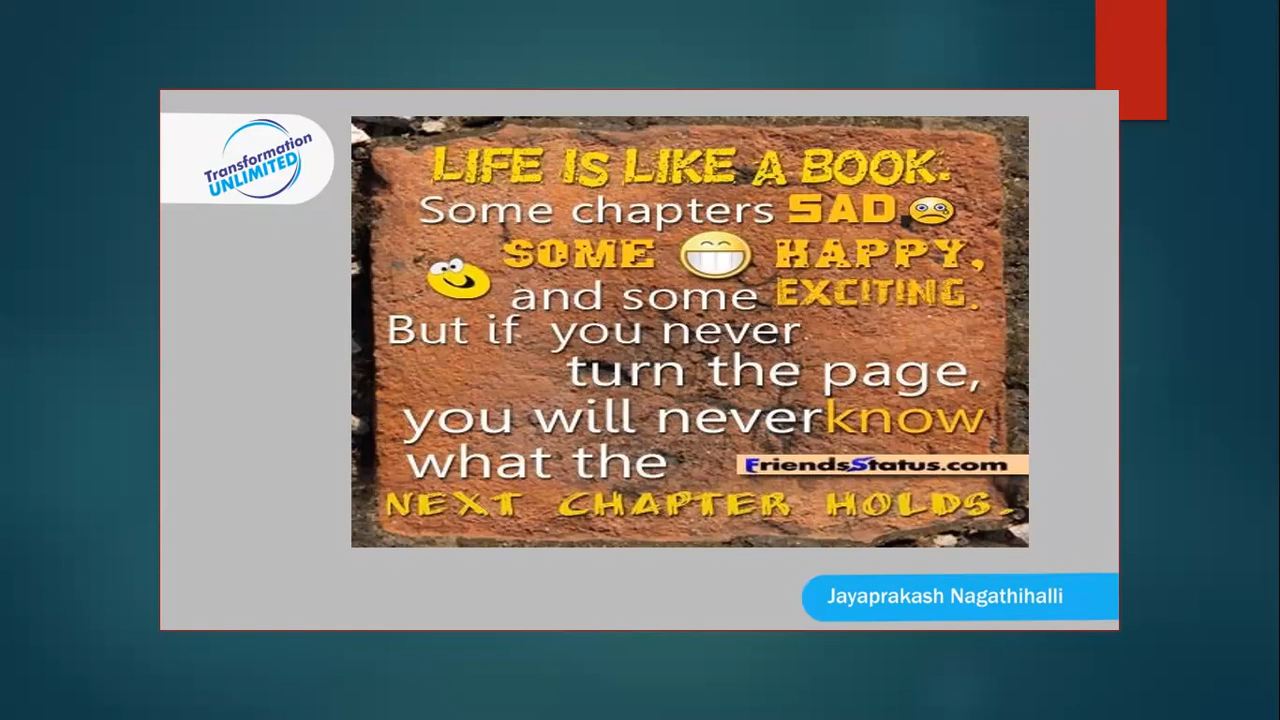 Transformation
UNLIMITED
LIFE IS LIKE A BOOK.
Some chapters SAD,
SOME HAPPY,
and some EXCITING.
But if you never
turn the page,
you will never know
what the
FriendsStatus.com
NEXT CHAPTER HOLDS.
Jayaprakash Nagathihalli